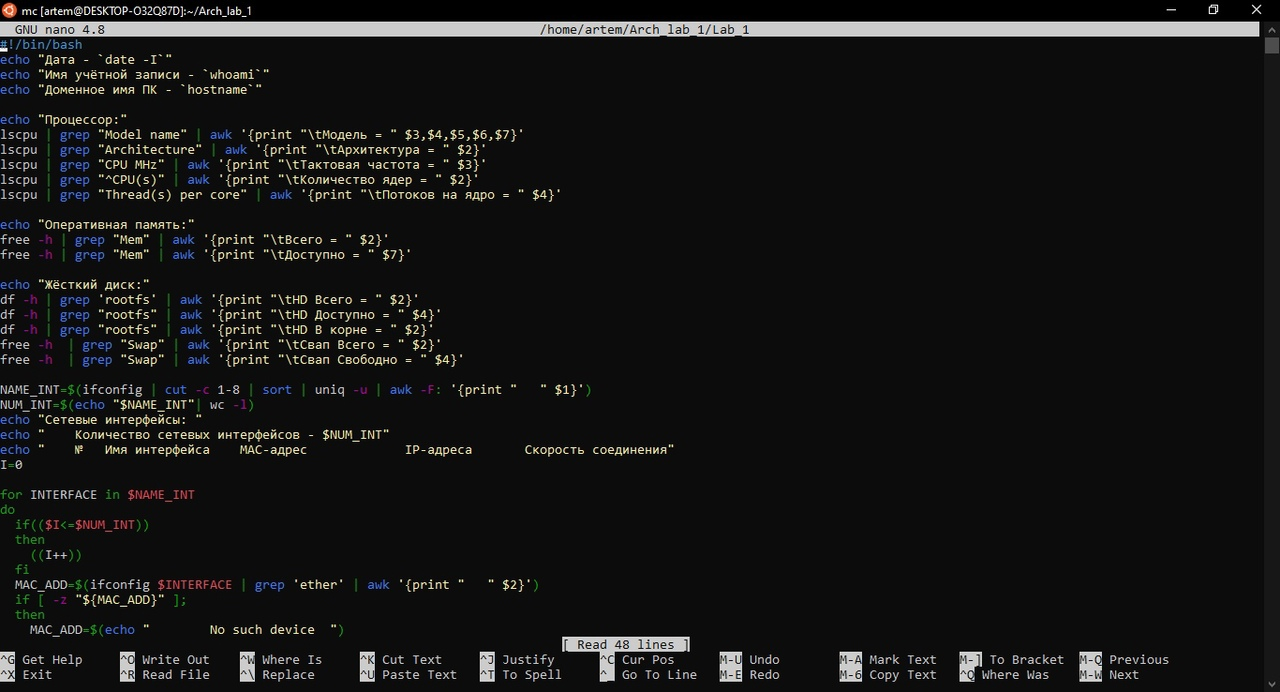 mc [artem@DESKTOP-O32Q87D]:~/Arch_lab_1
GNU nano 4.8 /home/artem/Arch_lab_1/Lab_1
#!/bin/bash
echo "Дата - `date -I`"
echo "Имя учётной записи - `whoami`"
echo "Доменное имя ПК - `hostname`"
echo "Процессор:"
lscpu | grep "Model name" | awk '{print "\tМодель = " $3,$4,$5,$6,$7}'
lscpu | grep "Architecture" | awk '{print "\tАрхитектура = " $2}'
lscpu | grep "CPU MHz" | awk '{print "\tТактовая частота = " $3}'
lscpu | grep "^CPU(s)" | awk '{print "\tКоличество ядер = " $2}'
lscpu | grep "Thread(s) per core" | awk '{print "\tПотоков на ядро = " $4}'
echo "Оперативная память:"
free -h | grep "Mem" | awk '{print "\tВсего = " $2}'
free -h | grep "Mem" | awk '{print "\tДоступно = " $7}'
echo "Жёсткий диск:"
df -h | grep 'rootfs' | awk '{print "\tHD Всего = " $2}'
df -h | grep "rootfs" | awk '{print "\tHD Доступно = " $4}'
df -h | grep "rootfs" | awk '{print "\tHD В корне = " $2}'
free -h  | grep "Swap" | awk '{print "\tСвап Всего = " $2}'
free -h  | grep "Swap" | awk '{print "\tСвап Свободно = " $4}'
NAME_INT=$(ifconfig | cut -c 1-8 | sort | uniq -u | awk -F: '{print "   " $1}')
NUM_INT=$(echo "$NAME_INT"| wc -l)
echo "Сетевые интерфейсы: "
echo "    Количество сетевых интерфейсов - $NUM_INT"
echo "    №   Имя интерфейса    MAC-адрес             IP-адреса       Скорость соединения"
I=0
for INTERFACE in $NAME_INT
do
  if(($I<=$NUM_INT))
  then
    ((I++))
  fi
  MAC_ADD=$(ifconfig $INTERFACE | grep 'ether' | awk '{print "   " $2}')
  if [ -z "${MAC_ADD}" ];
  then
    MAC_ADD=$(echo "        No such device  ")
[ Read 48 lines ]
^G Get Help ^O Write Out ^W Where Is ^K Cut Text ^J Justify ^C Cur Pos M-U Undo M-A Mark Text M-] To Bracket M-Q Previous
^X Exit ^R Read File ^\ Replace ^U Paste Text ^T To Spell ^_ Go To Line M-E Redo M-6 Copy Text ^Q Where Was M-W Next